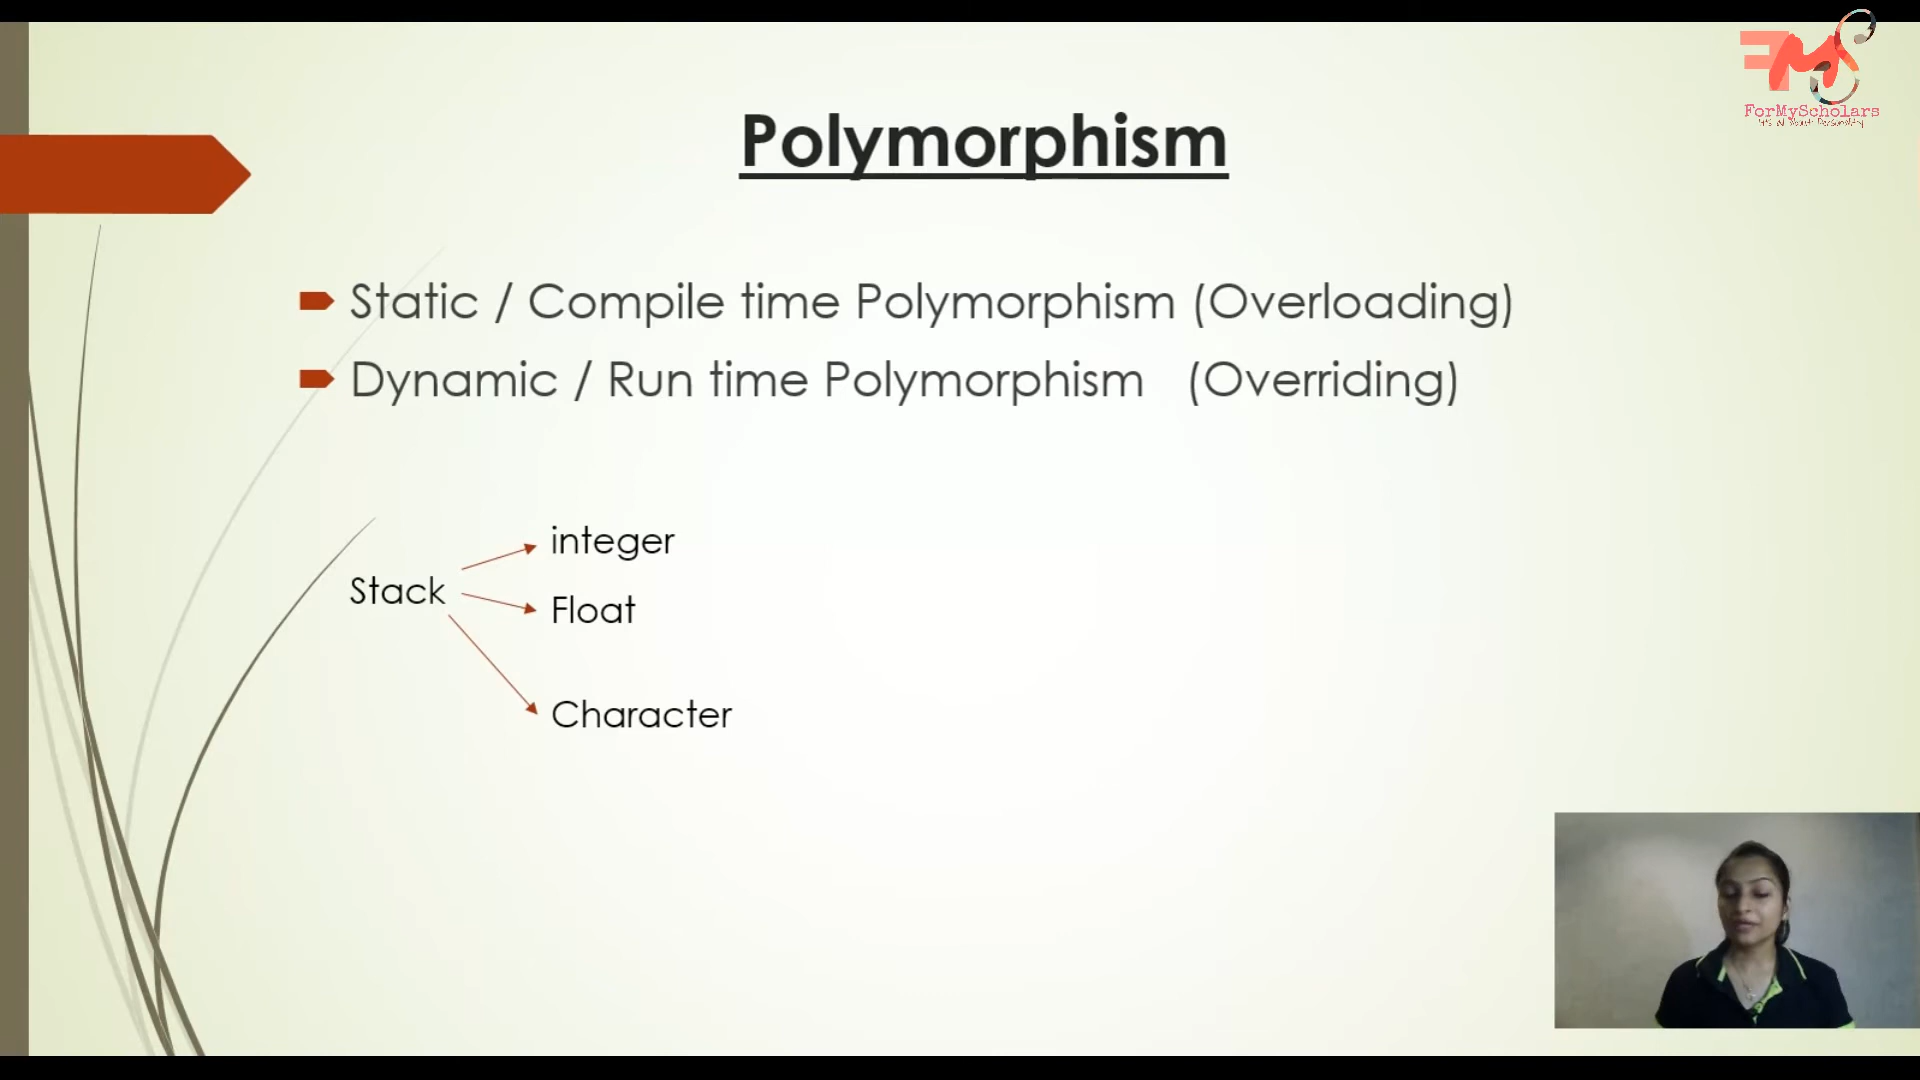 ForMyScholars
Polymorphism
Static / Compile time Polymorphism (Overloading)
Dynamic / Run time Polymorphism (Overriding)
integer
Stack
Float
Character